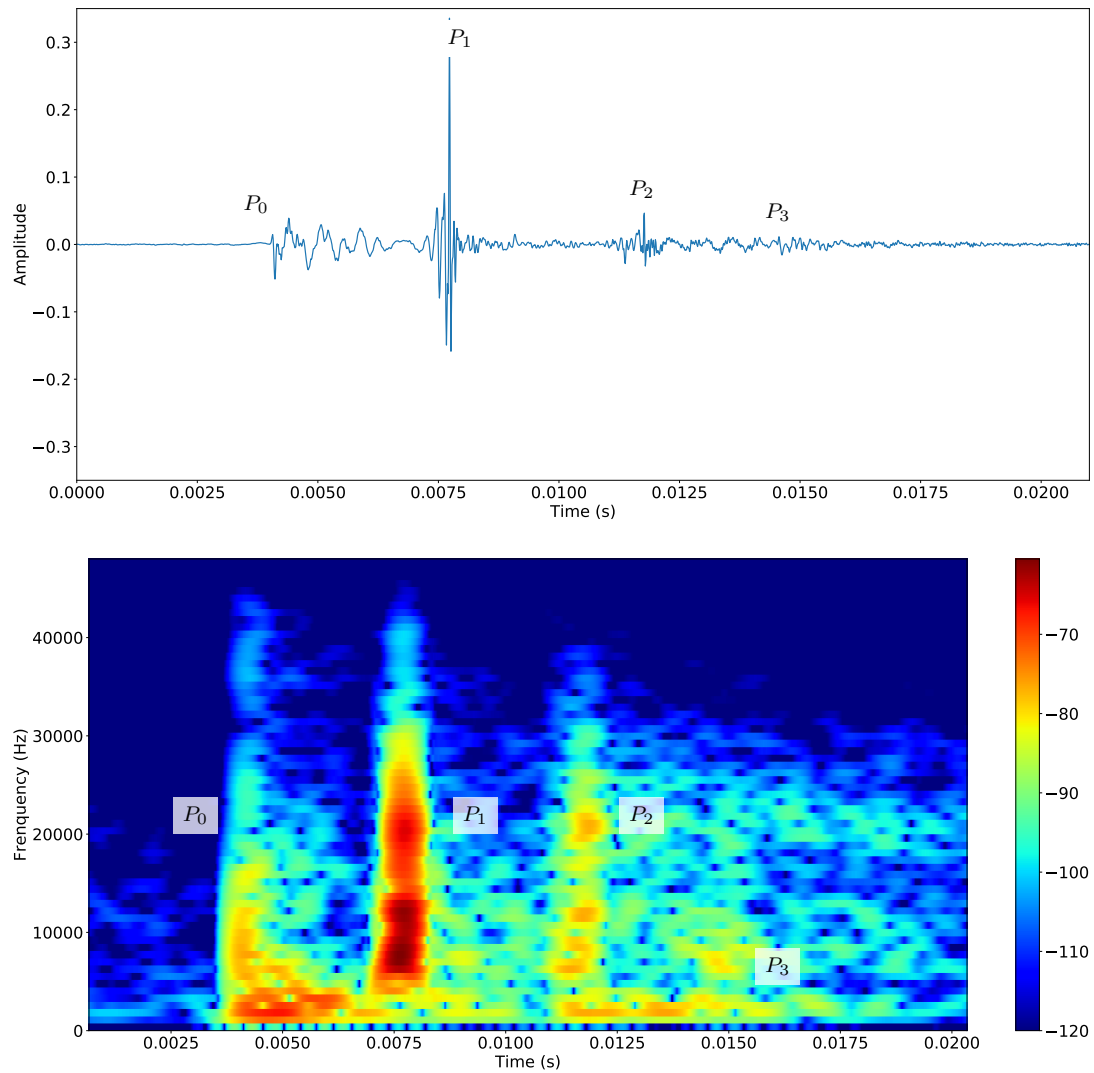 0.3
0.2
0.1
0.0
−0.1
−0.2
−0.3
Amplitude
P0
P1
P2
P3
0.0000 0.0025 0.0050 0.0075 0.0100 0.0125 0.0150 0.0175 0.0200
Time (s)
40000
30000
20000
10000
0
Frenquency (Hz)
P0
P1
P2
P3
0.0025 0.0050 0.0075 0.0100 0.0125 0.0150 0.0175 0.0200
Time (s)
−70
−80
−90
−100
−110
−120